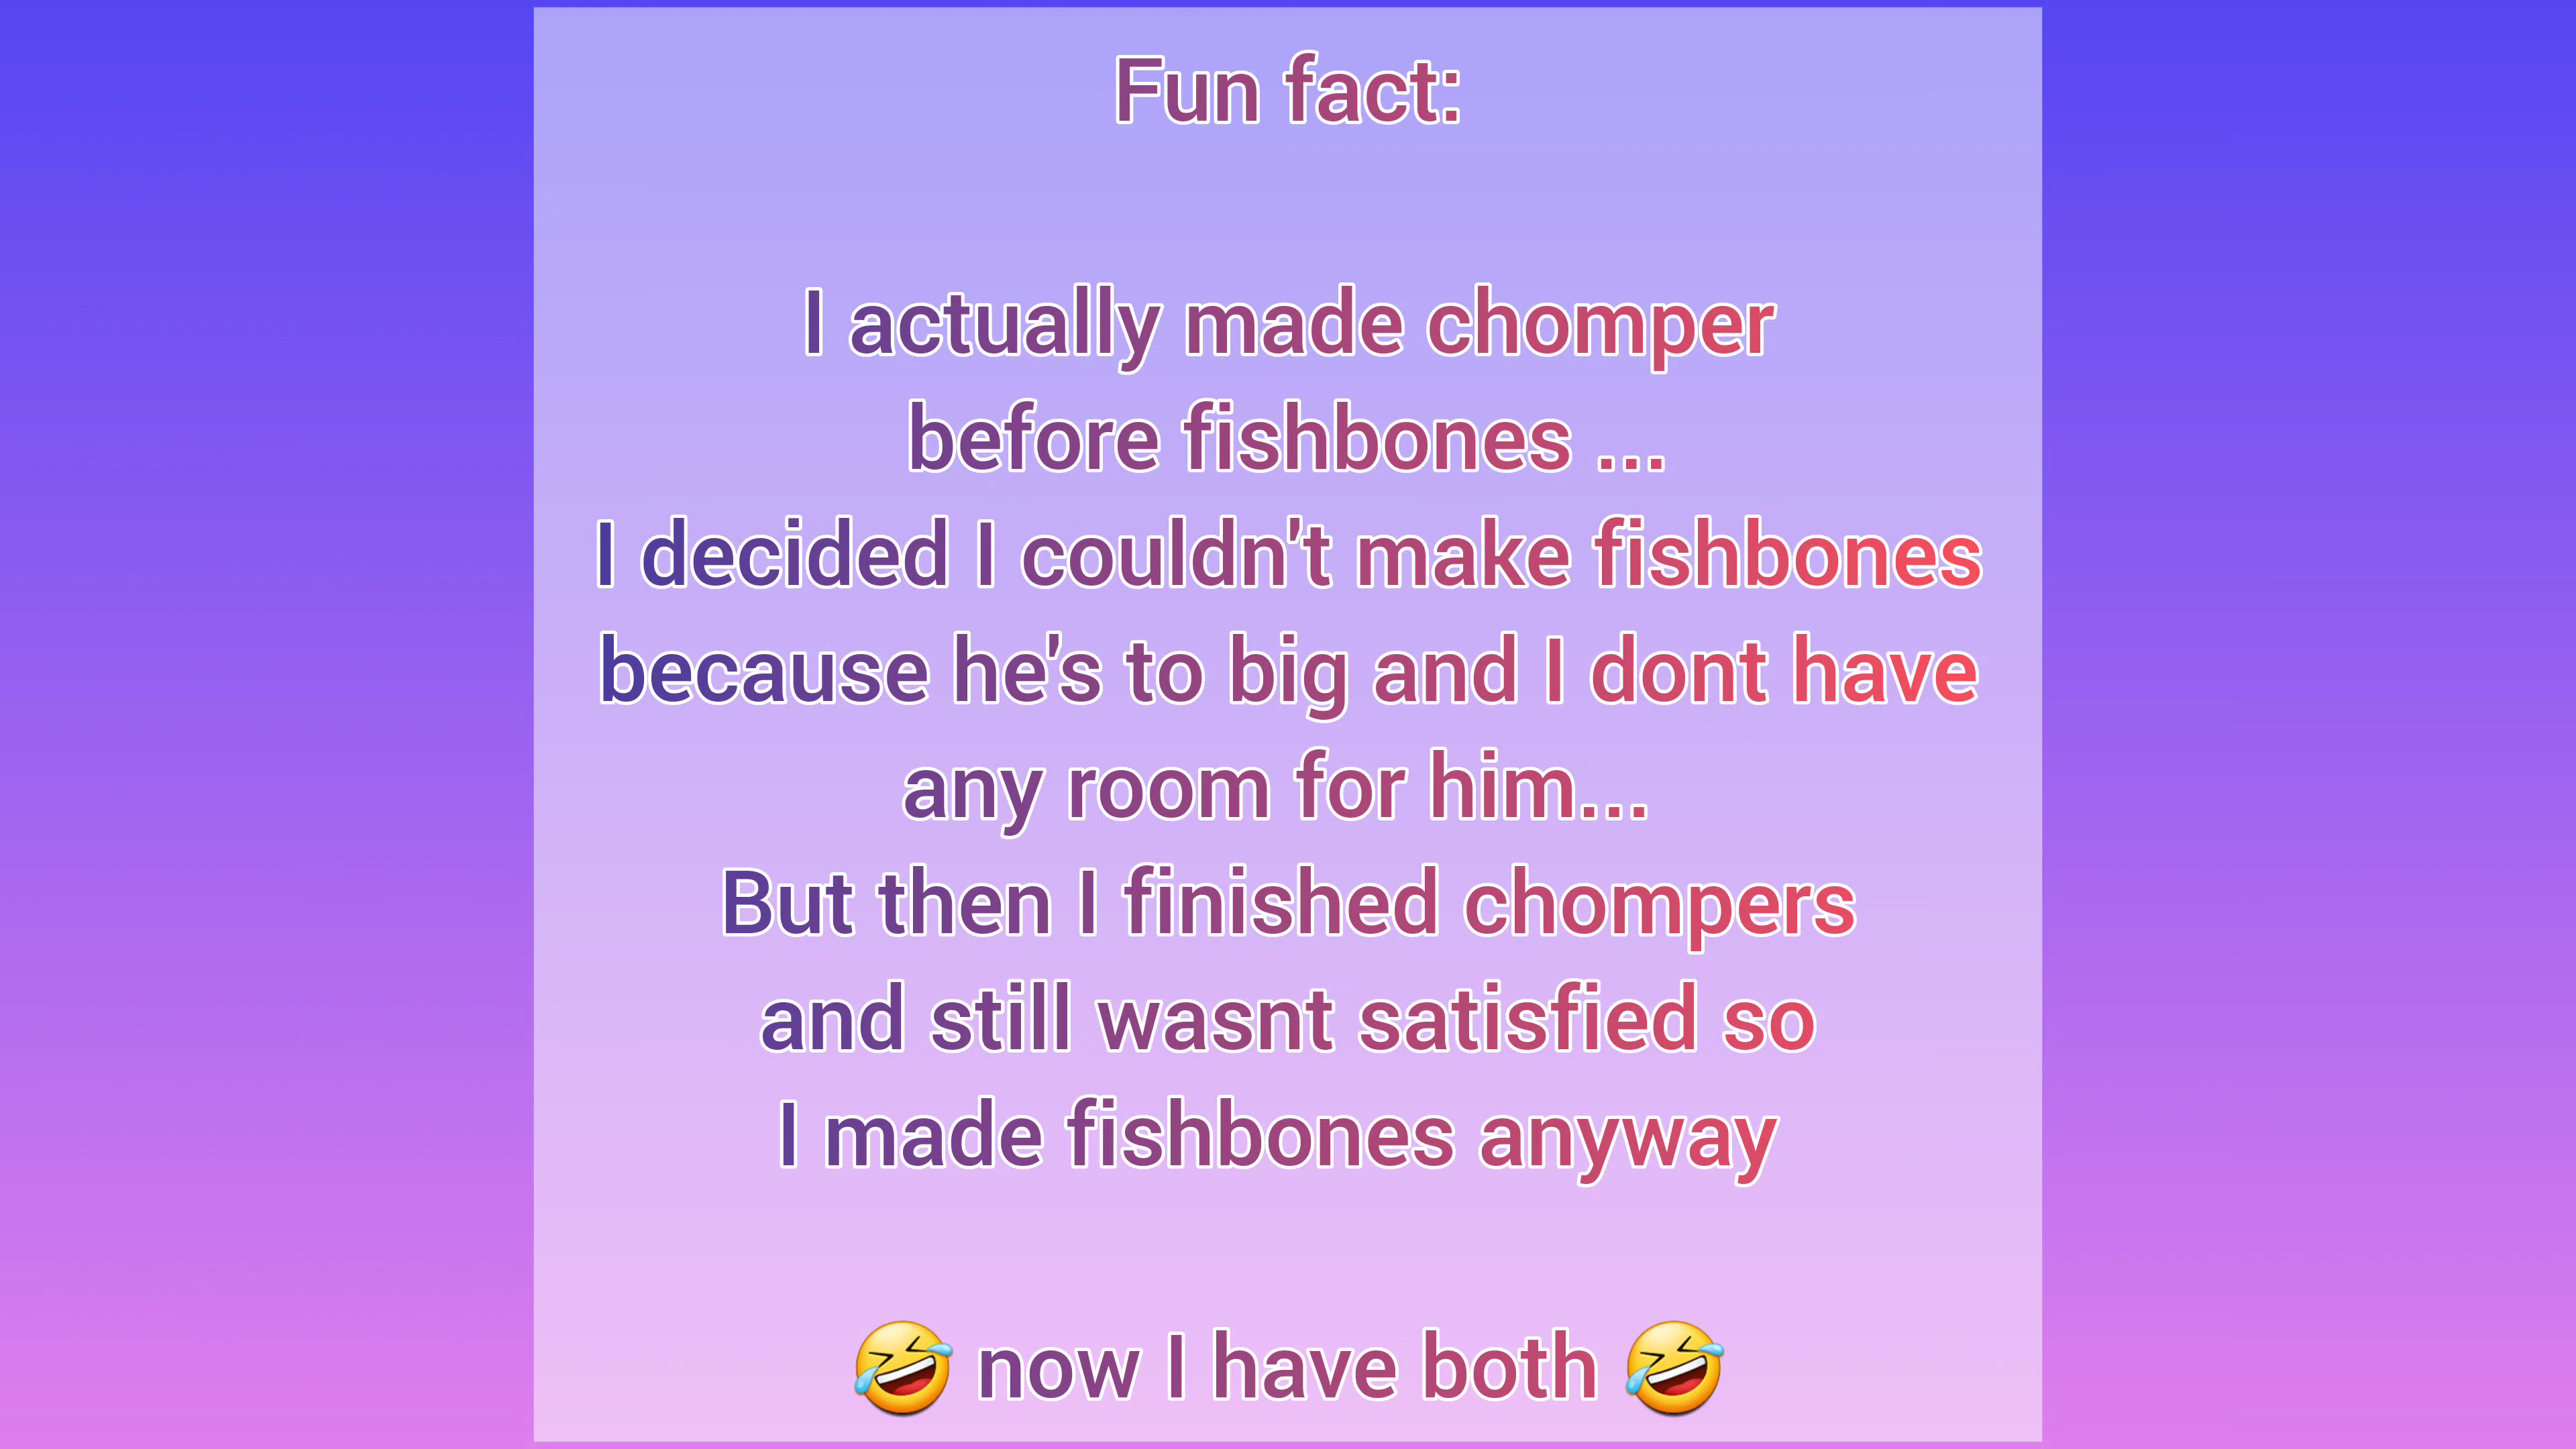 Fun fact:
I actually made chomper
before fishbones ...
I decided I couldn't make fishbones
because he's to big and I dont have
any room for him...
But then I finished chompers
and still wasnt satisfied so
I made fishbones anyway
🤣 now I have both 🤣